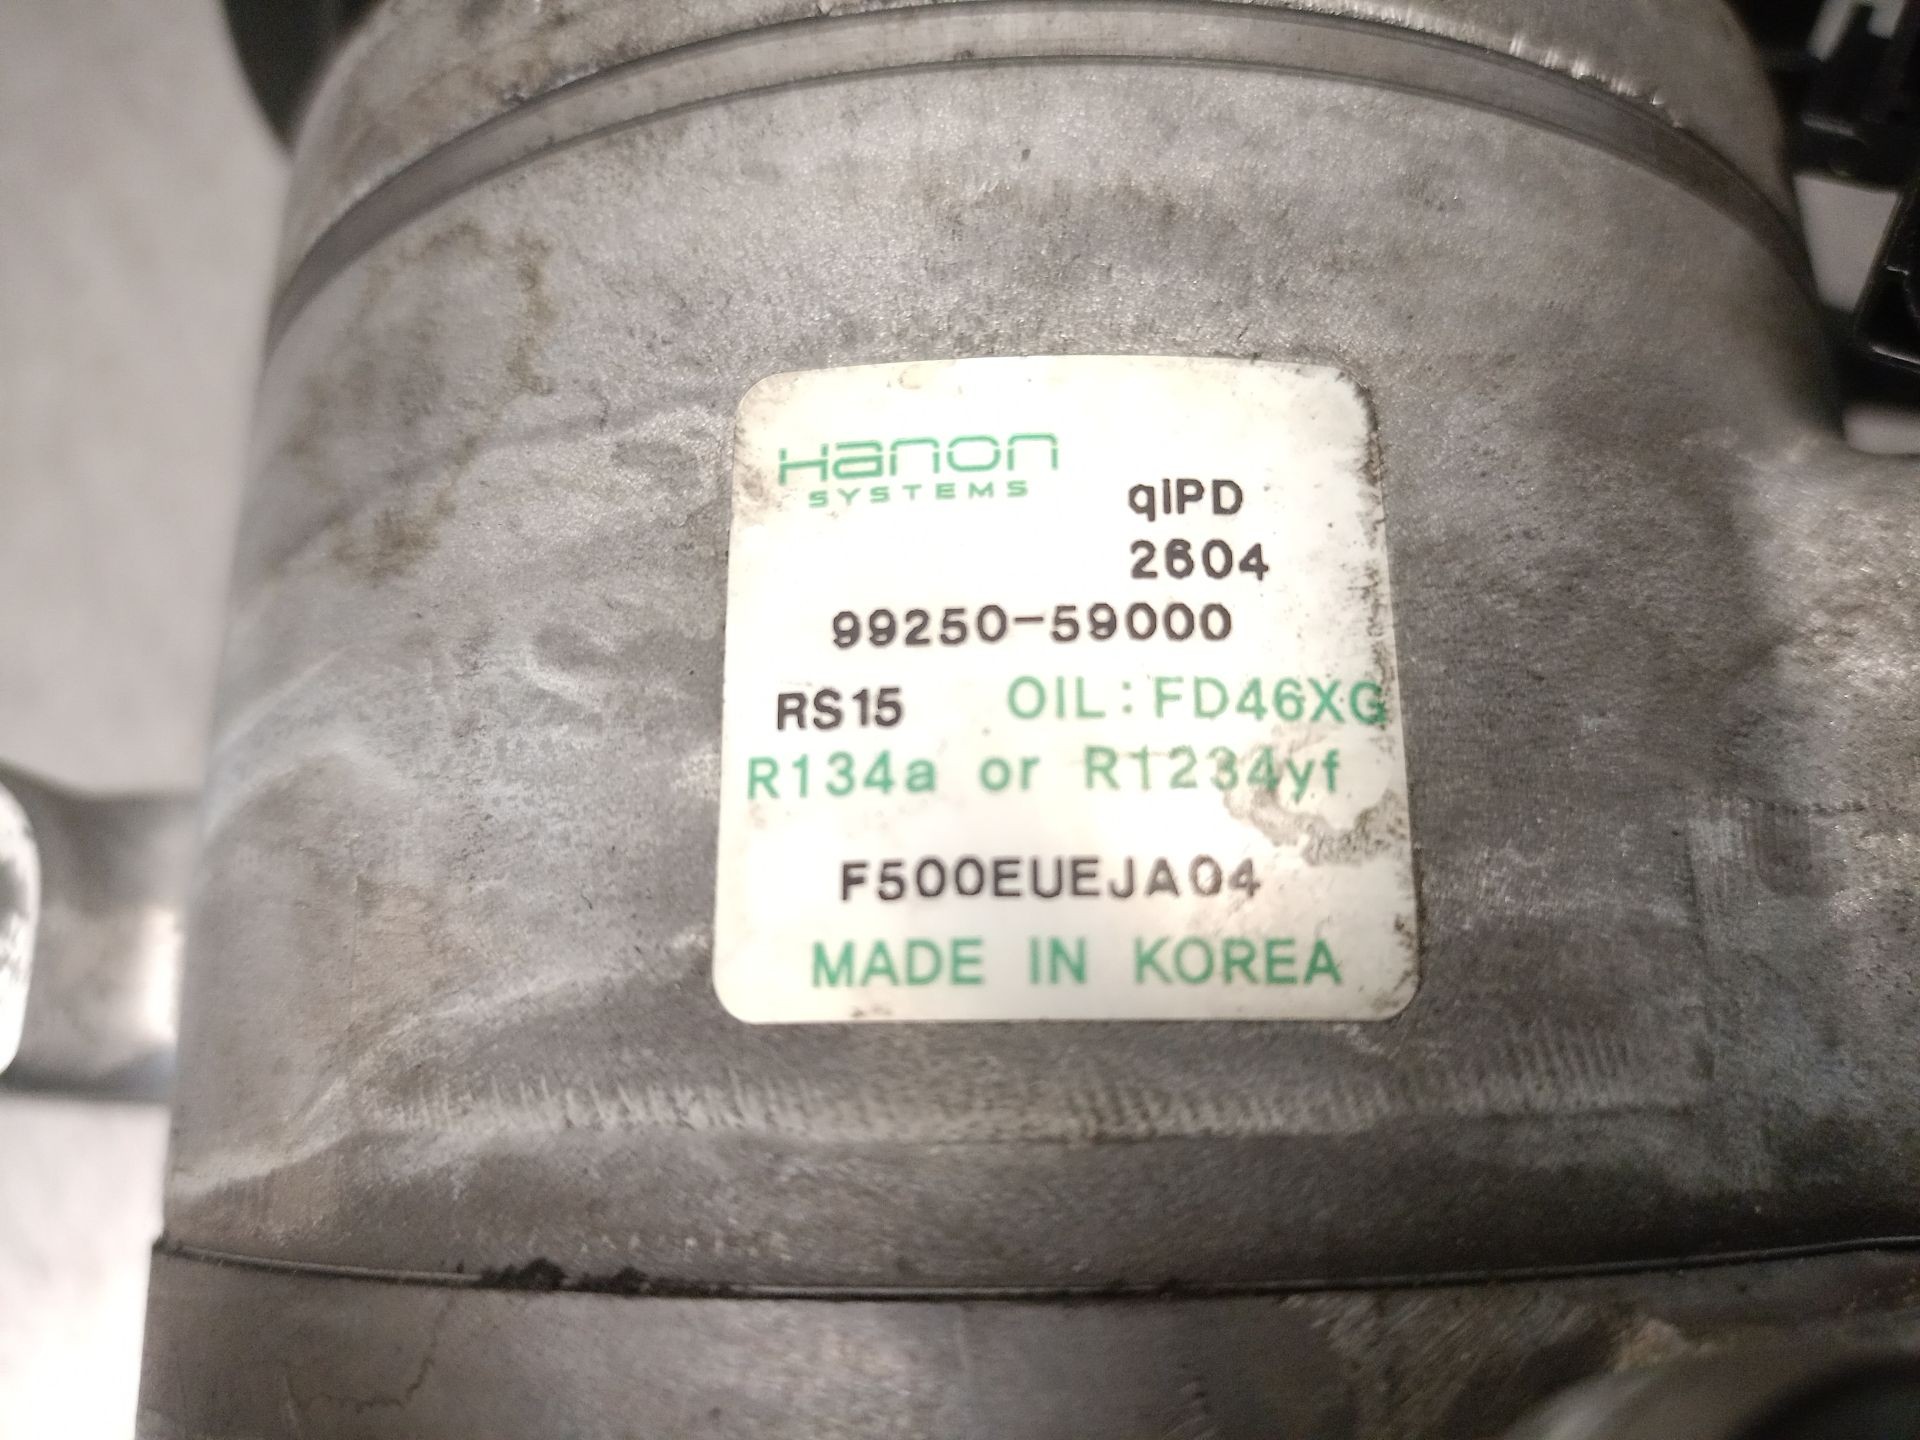 Hanon
SYSTEMS
qIPD
2604
99250-59000
RS15 OIL: FD46XG
R134a or R1234yf
F500EUEJA04
MADE IN KOREA